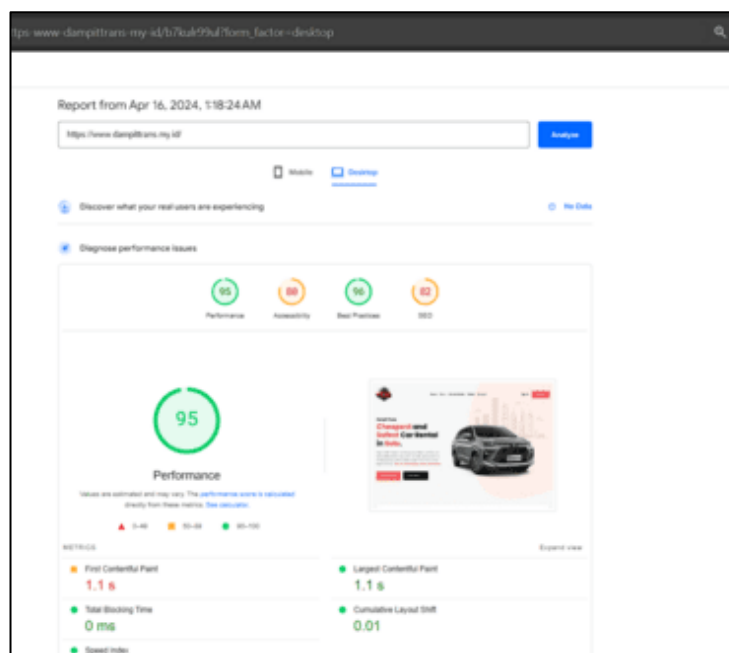 tps-www-dampittrans-my-id/b7kulr99ul?form_factor=desktop
Report from Apr 16, 2024, 1:18:24 AM
https://www.dampittrans.my.id/
Analyze
Mobile
Desktop
Discover what your real users are experiencing
No Data
Diagnose performance issues
95
80
96
82
Performance
Accessibility
Best Practices
SEO
95
Performance
Values are estimated and may vary. The performance score is calculated
directly from these metrics. See calculator.
0–49
50–89
90–100
Cheapest and
Safest Car Rental
in Solo.
METRICS
Expand view
First Contentful Paint
1.1 s
Largest Contentful Paint
1.1 s
Total Blocking Time
0 ms
Cumulative Layout Shift
0.01
Speed Index